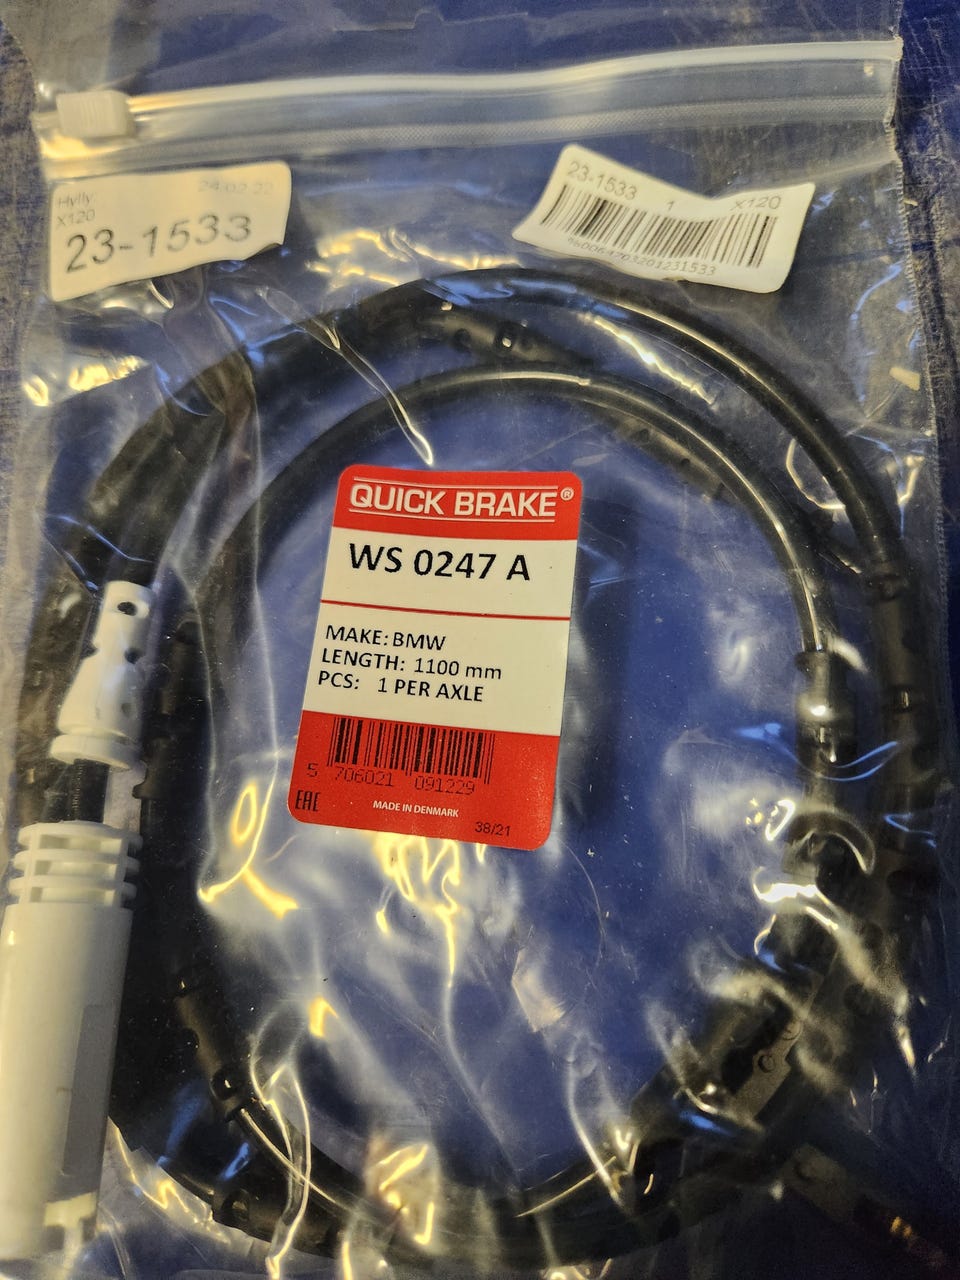 Hylly: 24.02.22
X120
23-1533
23-1533 1 X120
QUICK BRAKE®
WS 0247 A
MAKE: BMW
LENGTH: 1100 mm
PCS: 1 PER AXLE
5 706021 091229
EAC MADE IN DENMARK
38/21